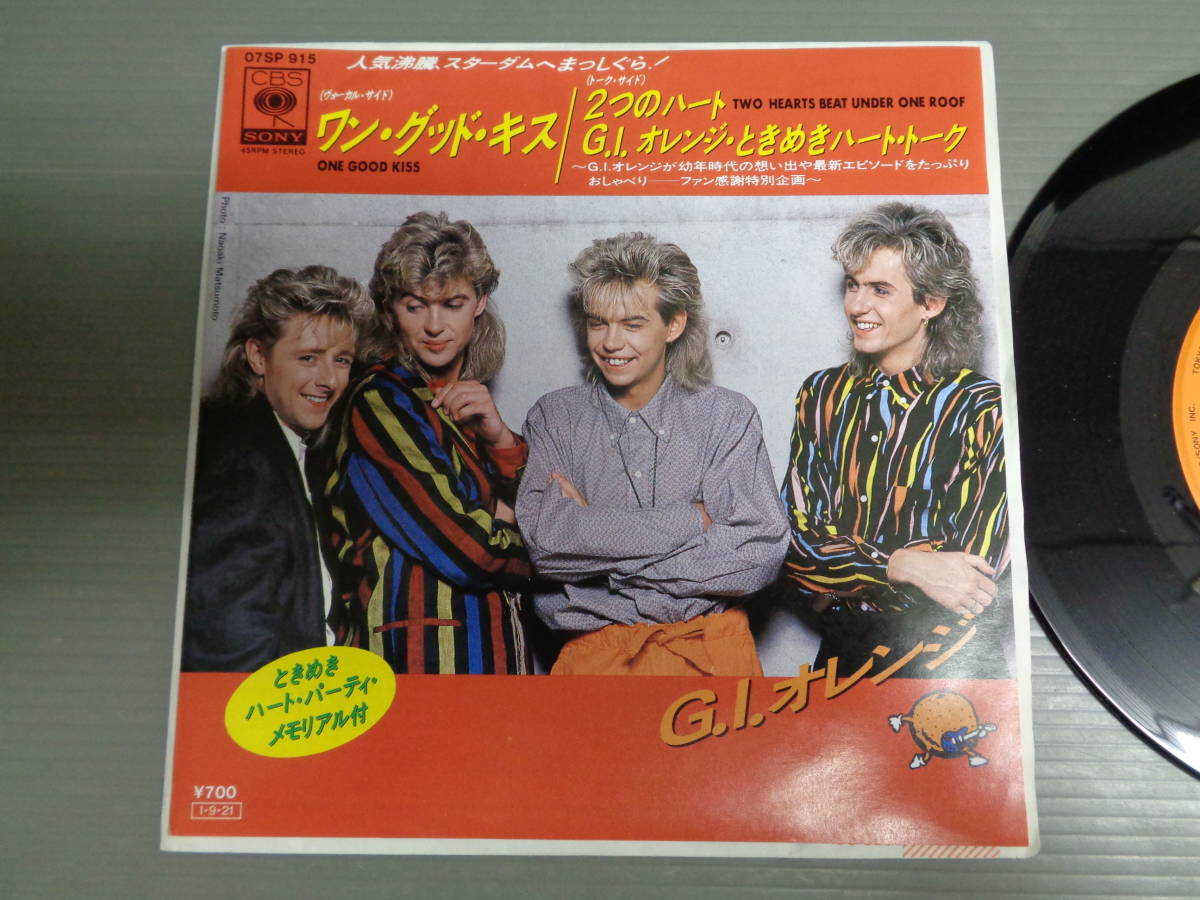 07SP 915
CBS
SONY
45RPM STEREO
人気沸騰、スターダムへまっしぐら!
(ヴォーカル・サイド)
ワン・グッド・キス/
ONE GOOD KISS
(トーク・サイド)
2つのハート TWO HEARTS BEAT UNDER ONE ROOF
G.I. オレンジ・ときめきハート・トーク
〜G.I.オレンジが幼年時代の想い出や最新エピソードをたっぷり
おしゃべり——ファン感謝特別企画〜
Photo Naoaki Matsumoto
ときめき
ハート・パーティ・
メモリアル付
G.I.オレンジ
¥700
I・9・21
SONY INC.